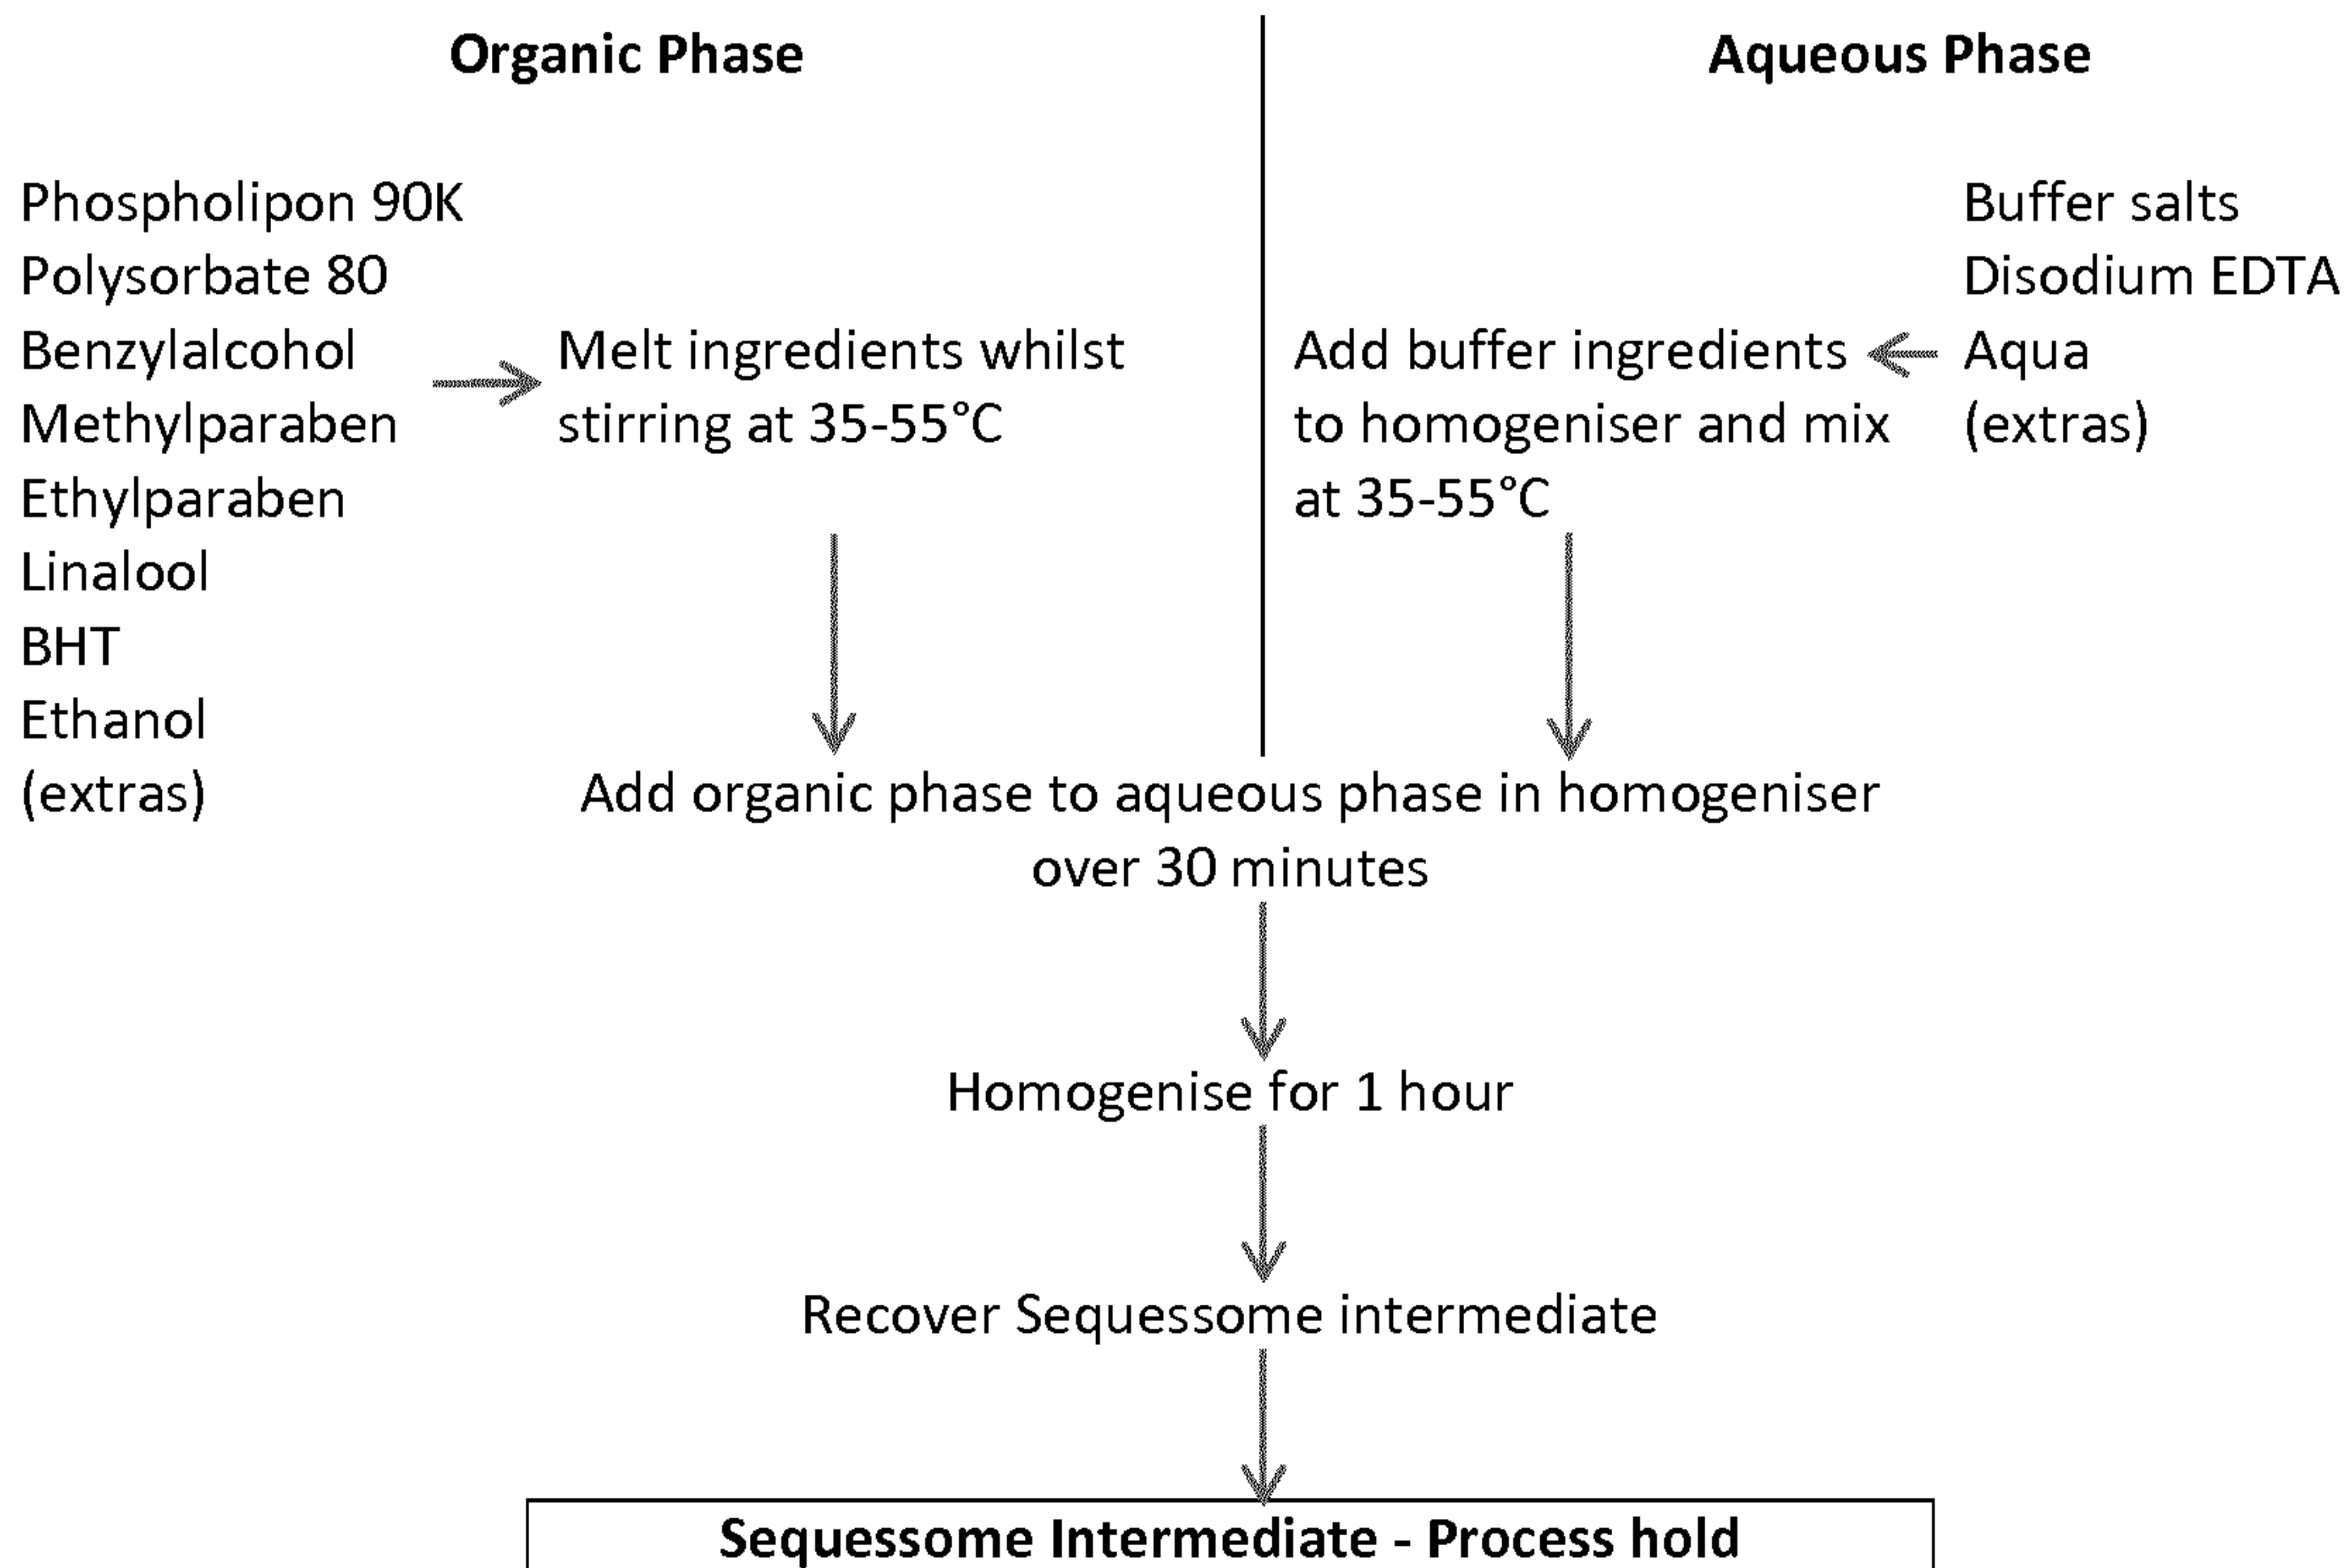 Organic Phase
Aqueous Phase
Phospholipon 90K
Polysorbate 80
Benzylalcohol
Methylparaben
Ethylparaben
Linalool
BHT
Ethanol
(extras)
Melt ingredients whilst
stirring at 35-55°C
Add buffer ingredients
to homogeniser and mix
at 35-55°C
Buffer salts
Disodium EDTA
Aqua
(extras)
Add organic phase to aqueous phase in homogeniser
over 30 minutes
Homogenise for 1 hour
Recover Sequessome intermediate
Sequessome Intermediate - Process hold